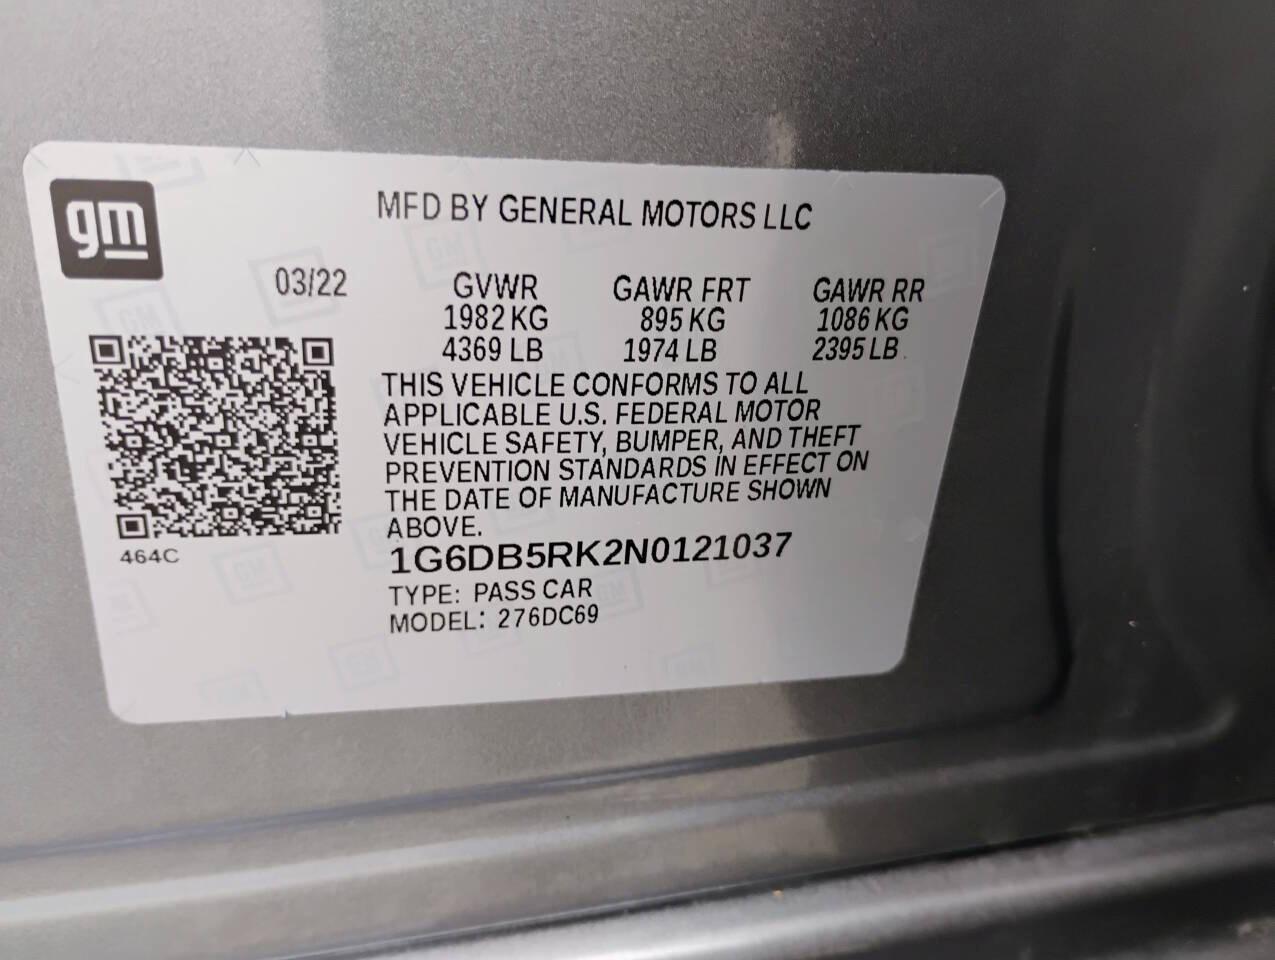 gm
MFD BY GENERAL MOTORS LLC
03/22 GVWR GAWR FRT GAWR RR
1982 KG 895 KG 1086 KG
4369 LB 1974 LB 2395 LB
THIS VEHICLE CONFORMS TO ALL
APPLICABLE U.S. FEDERAL MOTOR
VEHICLE SAFETY, BUMPER, AND THEFT
PREVENTION STANDARDS IN EFFECT ON
THE DATE OF MANUFACTURE SHOWN
ABOVE.
464C
1G6DB5RK2N0121037
TYPE: PASS CAR
MODEL: 276DC69